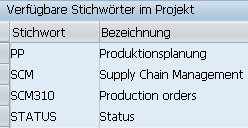 Verfügbare Stichwörter im Projekt
Stichwort Bezeichnung
PP Produktionsplanung
SCM Supply Chain Management
SCM310 Production orders
STATUS Status